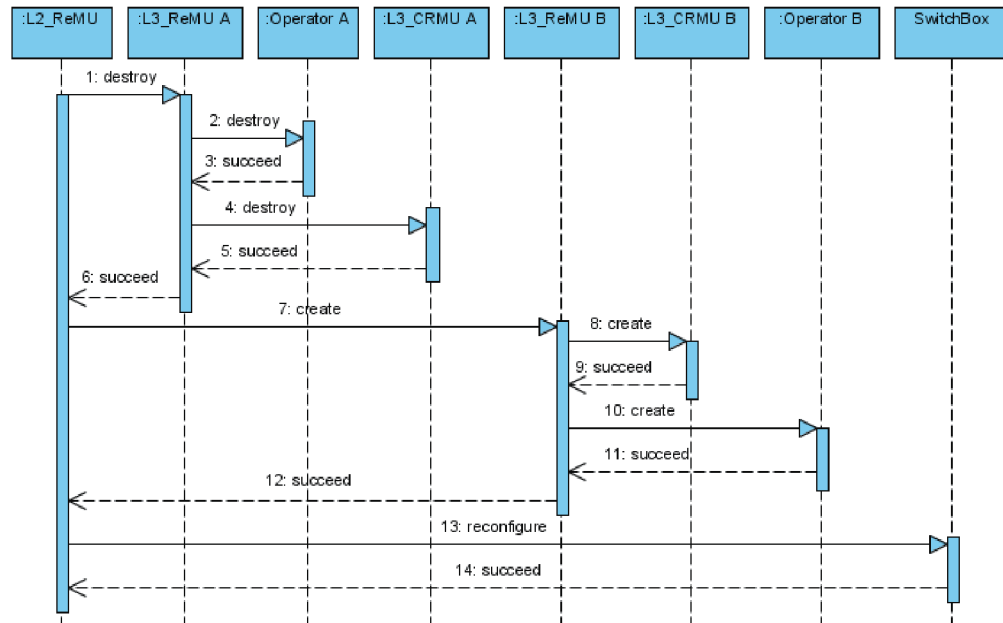 :L2_ReMU
:L3_ReMU A
:Operator A
:L3_CRMU A
:L3_ReMU B
:L3_CRMU B
:Operator B
SwitchBox
1: destroy
2: destroy
3: succeed
4: destroy
5: succeed
6: succeed
7: create
8: create
9: succeed
10: create
11: succeed
12: succeed
13: reconfigure
14: succeed